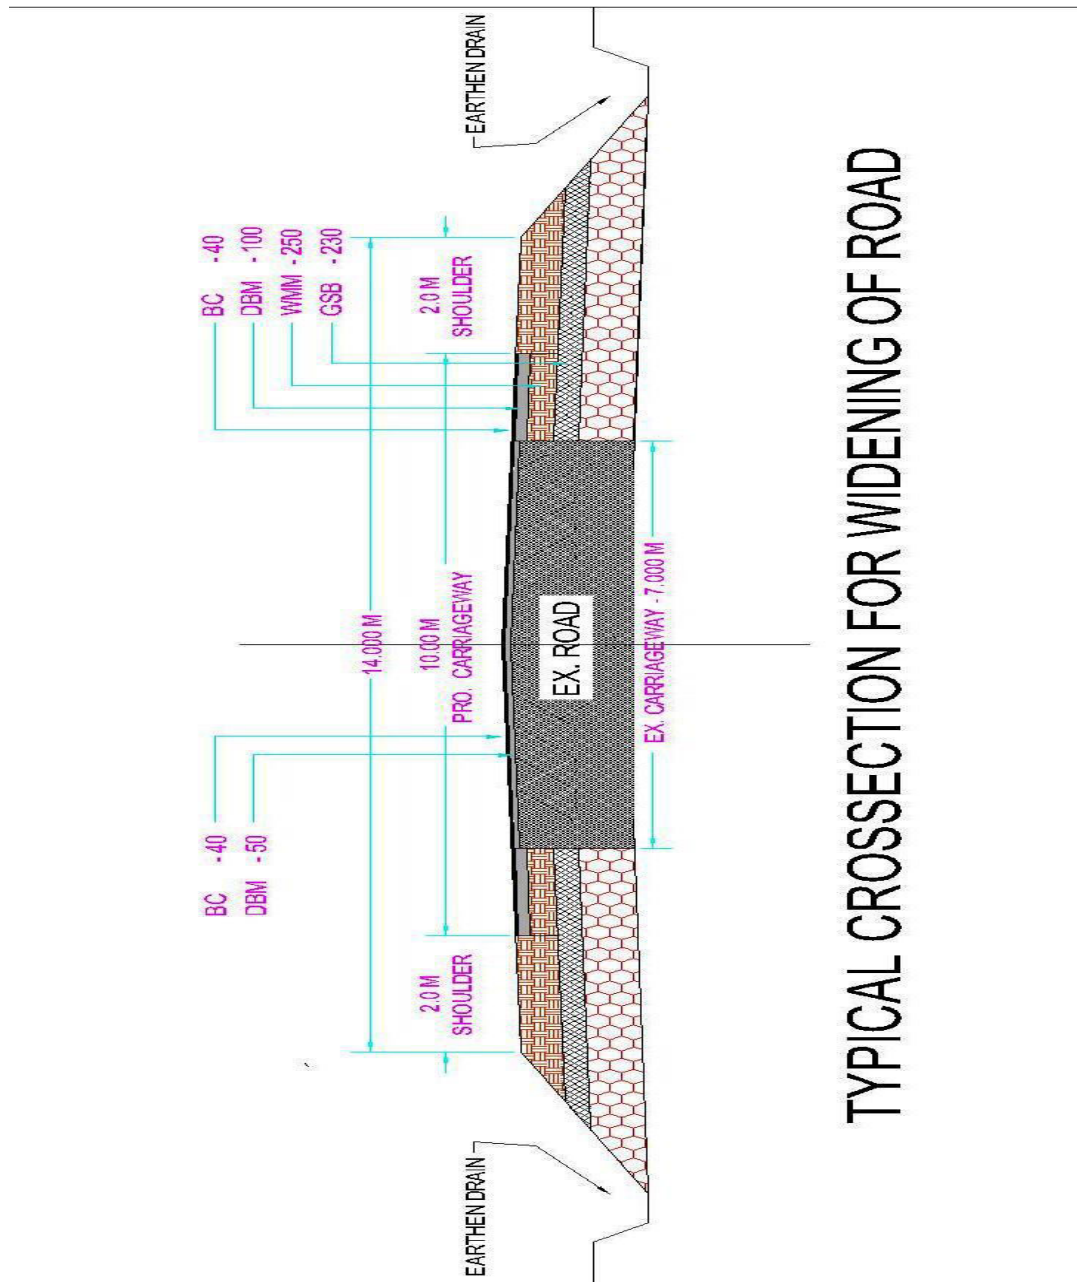 BC -40
DBM - 50
BC -40
DBM -100
WMM -250
GSB -230
14.000 M
2.0 M
SHOULDER
10.00 M
PRO. CARRIAGEWAY
2.0 M
SHOULDER
EARTHEN DRAIN
EARTHEN DRAIN
EX. ROAD
EX. CARRIAGEWAY - 7.000 M
TYPICAL CROSSECTION FOR WIDENING OF ROAD